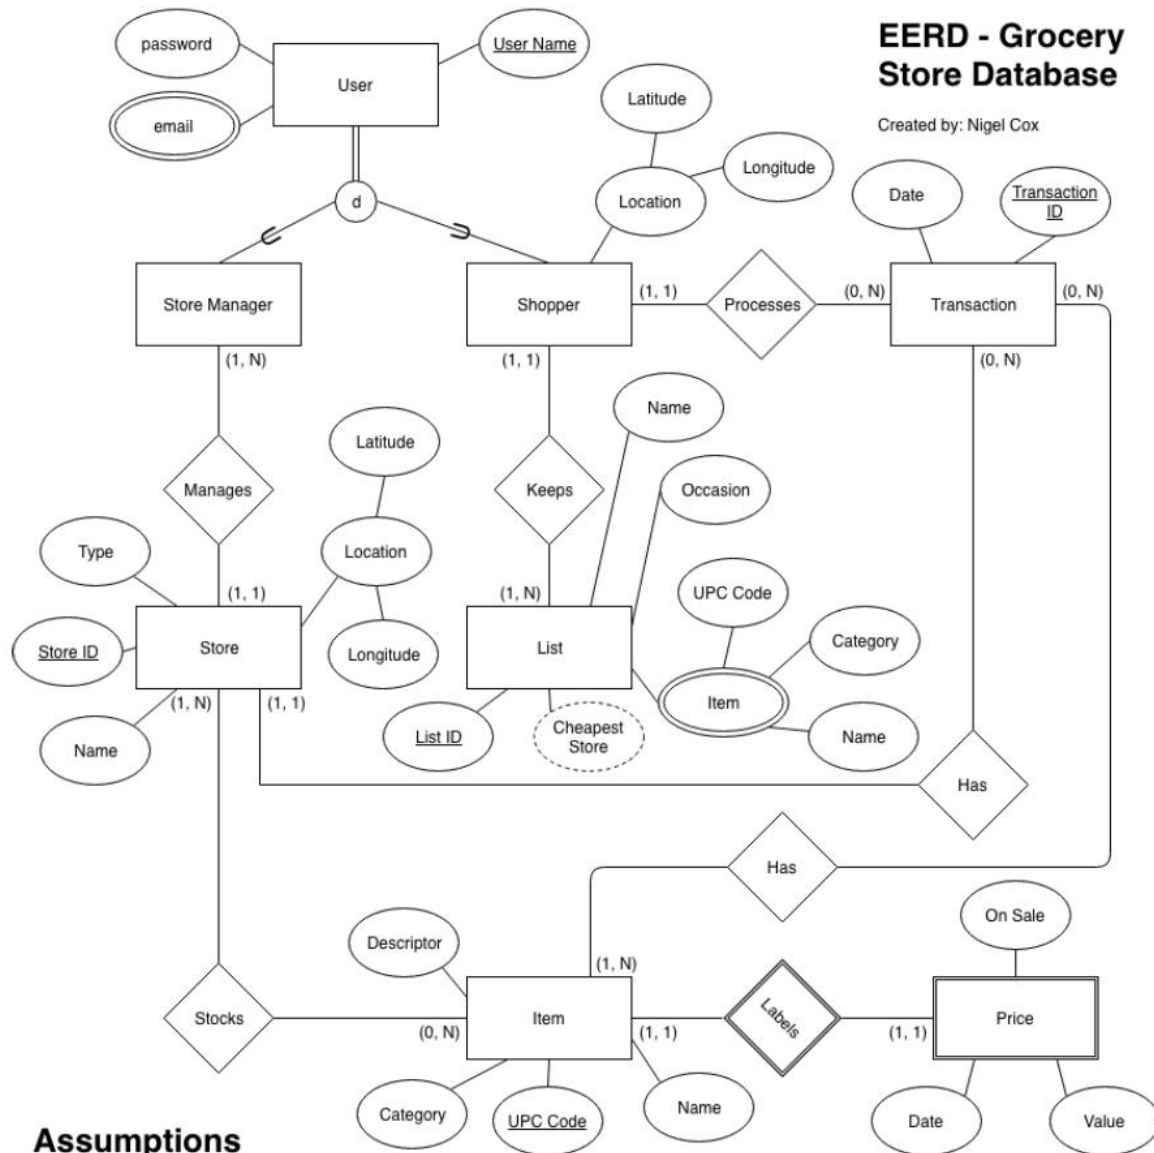 EERD - Grocery
Store Database
Created by: Nigel Cox
password
User Name
User
email
Latitude
Longitude
Location
Date
Transaction
ID
d
Store Manager
Shopper
(1, 1)
Processes
(0, N)
Transaction
(0, N)
(1, N)
(1, 1)
(0, N)
Name
Latitude
Manages
Keeps
Occasion
Type
Location
UPC Code
(1, 1)
(1, N)
Category
Store ID
Store
Longitude
List
Item
(1, N)
(1, 1)
Name
List ID
Cheapest
Store
Name
Has
Has
Descriptor
On Sale
(1, N)
Stocks
(0, N)
Item
(1, 1)
Labels
(1, 1)
Price
Category
UPC Code
Name
Date
Value
Assumptions